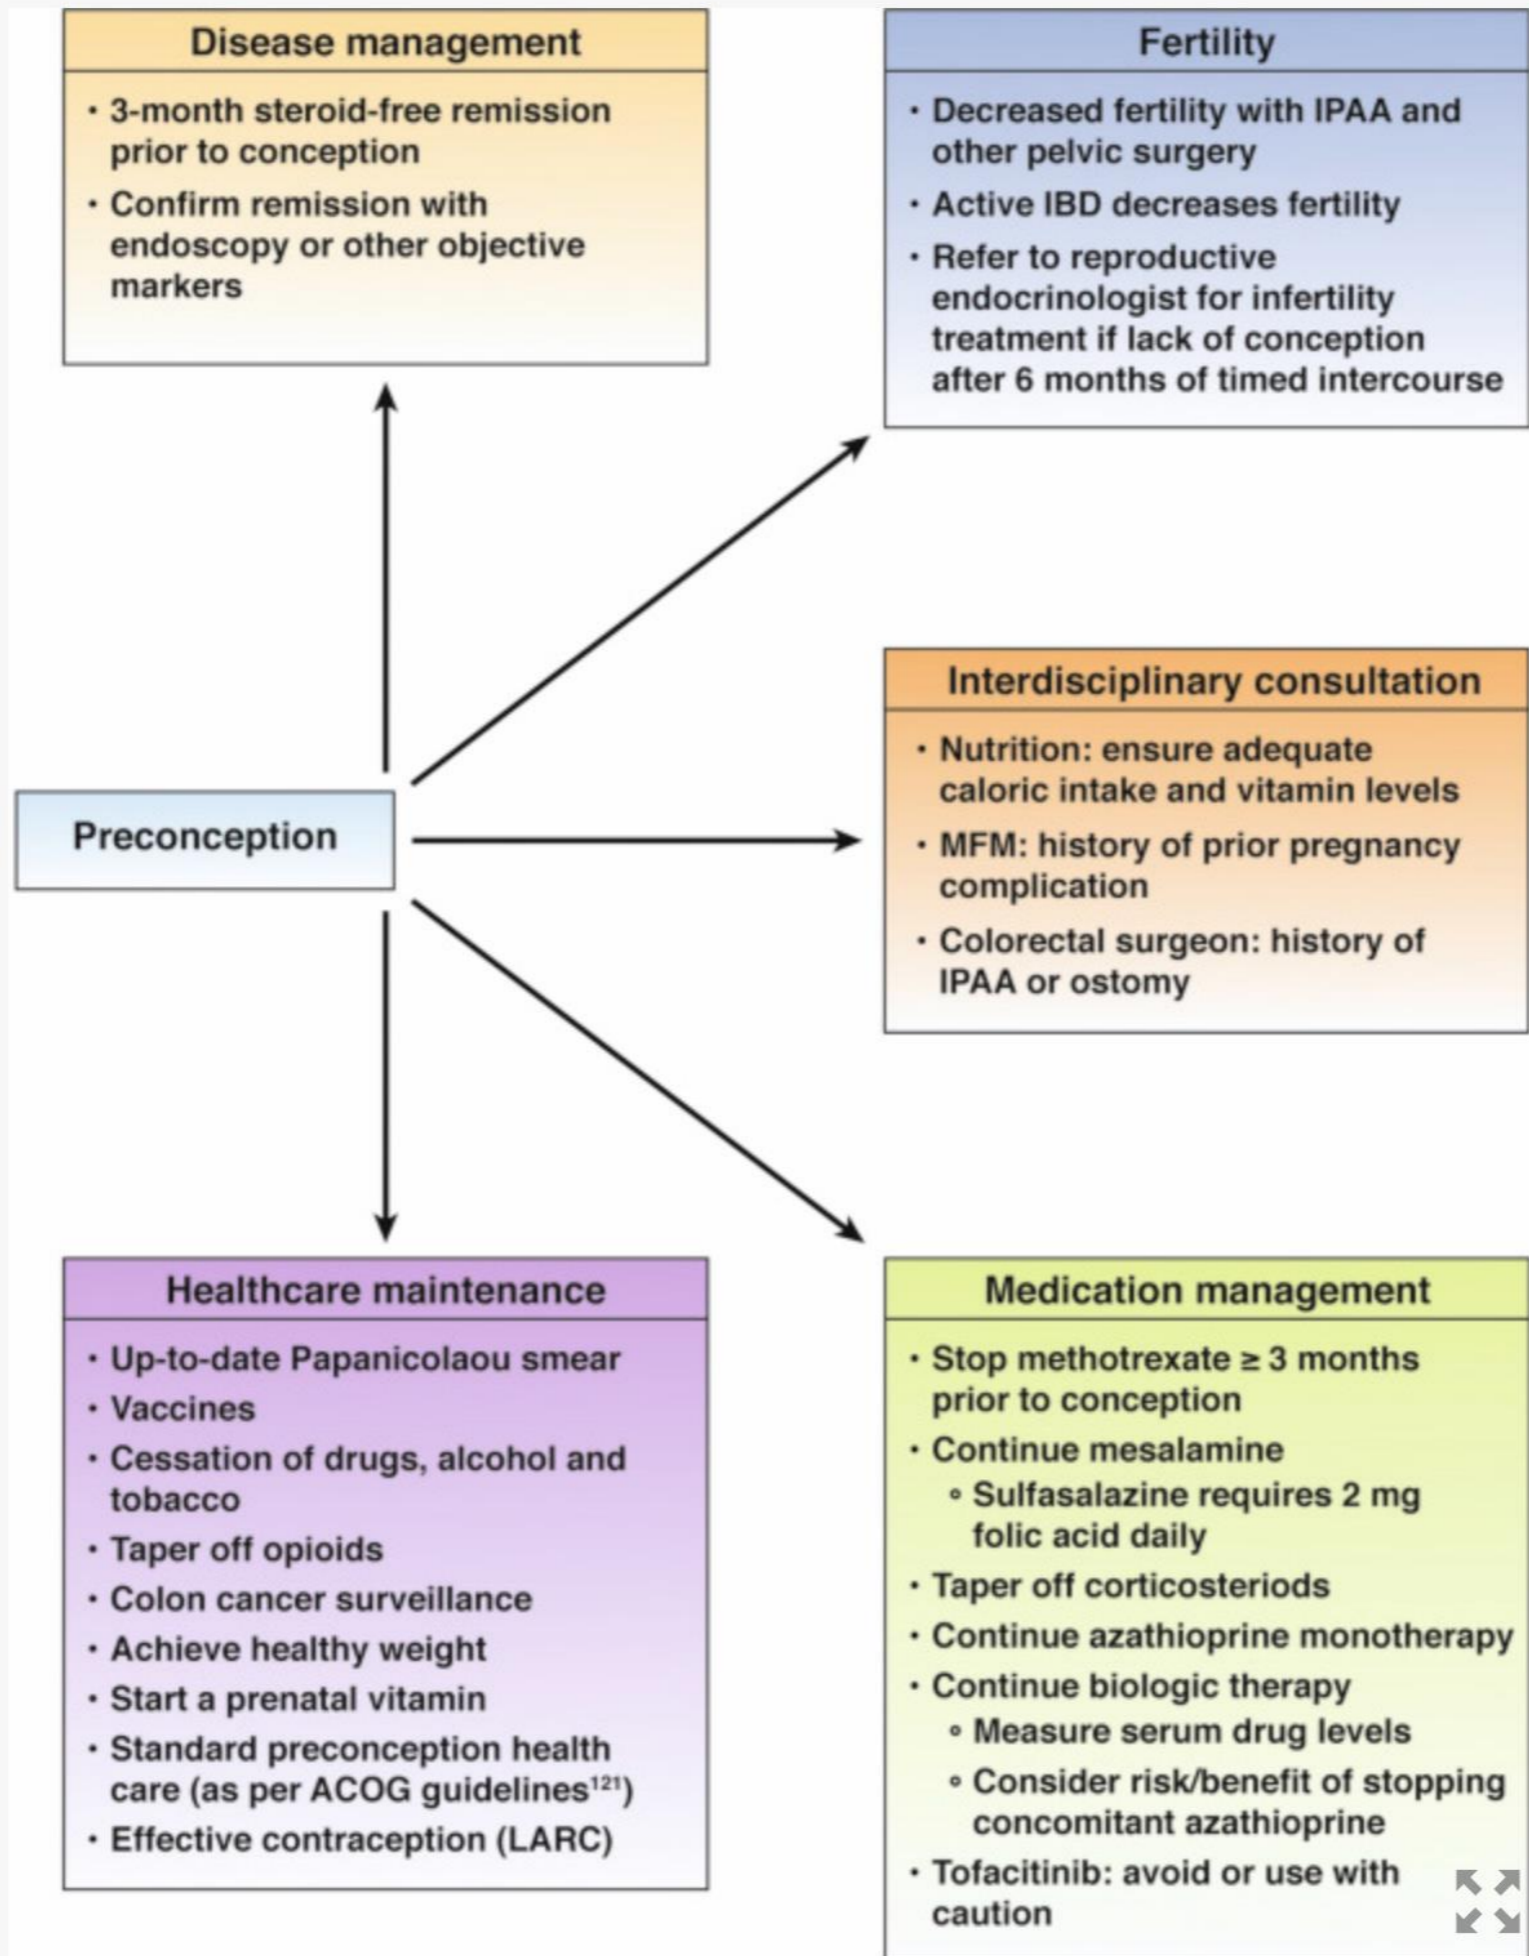 Disease management
• 3-month steroid-free remission
prior to conception
• Confirm remission with
endoscopy or other objective
markers
Fertility
• Decreased fertility with IPAA and
other pelvic surgery
• Active IBD decreases fertility
• Refer to reproductive
endocrinologist for infertility
treatment if lack of conception
after 6 months of timed intercourse
Preconception
Interdisciplinary consultation
• Nutrition: ensure adequate
caloric intake and vitamin levels
• MFM: history of prior pregnancy
complication
• Colorectal surgeon: history of
IPAA or ostomy
Healthcare maintenance
• Up-to-date Papanicolaou smear
• Vaccines
• Cessation of drugs, alcohol and
tobacco
• Taper off opioids
• Colon cancer surveillance
• Achieve healthy weight
• Start a prenatal vitamin
• Standard preconception health
care (as per ACOG guidelines¹²¹)
• Effective contraception (LARC)
Medication management
• Stop methotrexate ≥ 3 months
prior to conception
• Continue mesalamine
∘ Sulfasalazine requires 2 mg
folic acid daily
• Taper off corticosteriods
• Continue azathioprine monotherapy
• Continue biologic therapy
∘ Measure serum drug levels
∘ Consider risk/benefit of stopping
concomitant azathioprine
• Tofacitinib: avoid or use with
caution